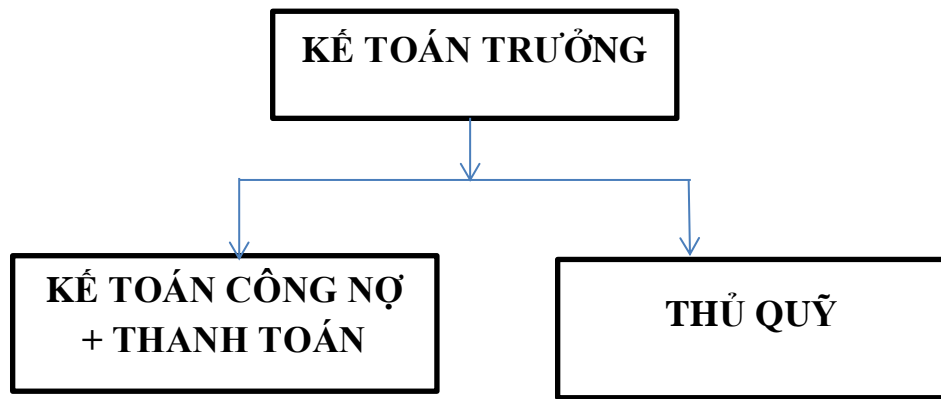 KẾ TOÁN TRƯỞNG
KẾ TOÁN CÔNG NỢ
+ THANH TOÁN
THỦ QUỸ